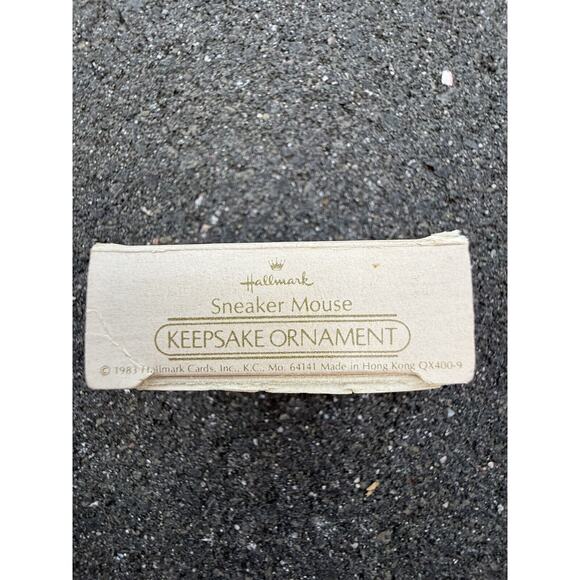 Hallmark
Sneaker Mouse
KEEPSAKE ORNAMENT
© 1983 Hallmark Cards, Inc., K.C., Mo. 64141 Made in Hong Kong QX400-9